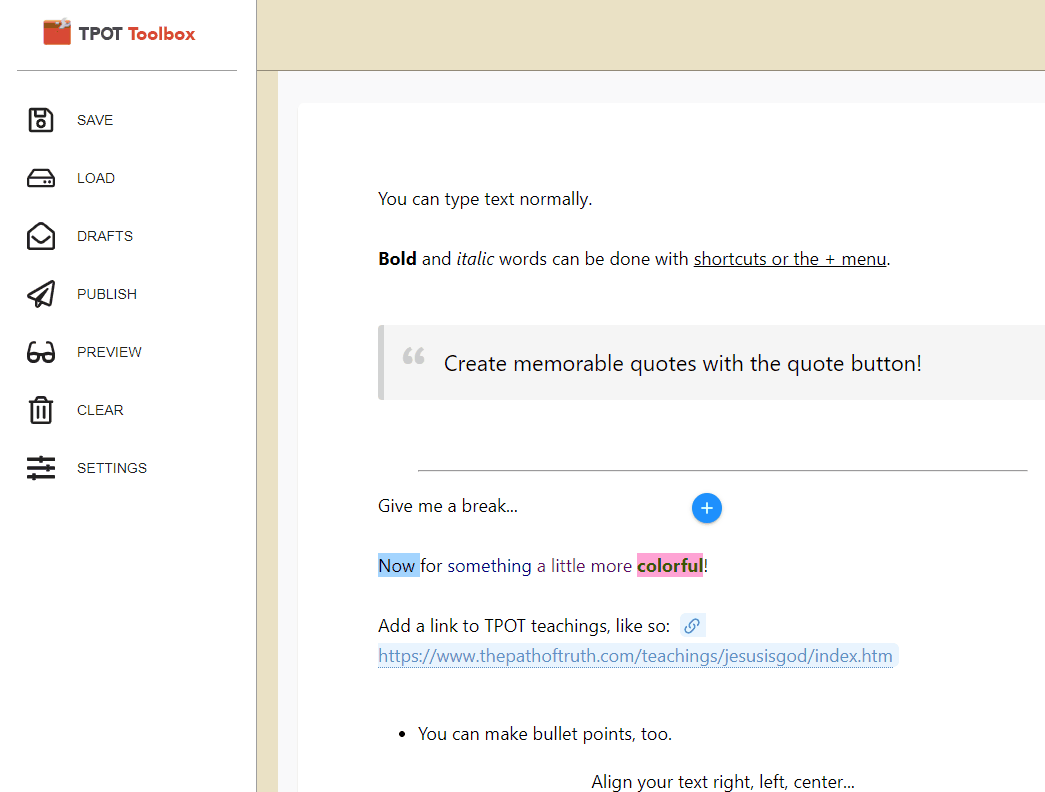 TPOT Toolbox
SAVE
LOAD
DRAFTS
PUBLISH
PREVIEW
CLEAR
SETTINGS
You can type text normally.
Bold and italic words can be done with shortcuts or the + menu.
“ Create memorable quotes with the quote button!
Give me a break...
Now for something a little more colorful!
Add a link to TPOT teachings, like so:
https://www.thepathoftruth.com/teachings/jesusisgod/index.htm
• You can make bullet points, too.
Align your text right, left, center...